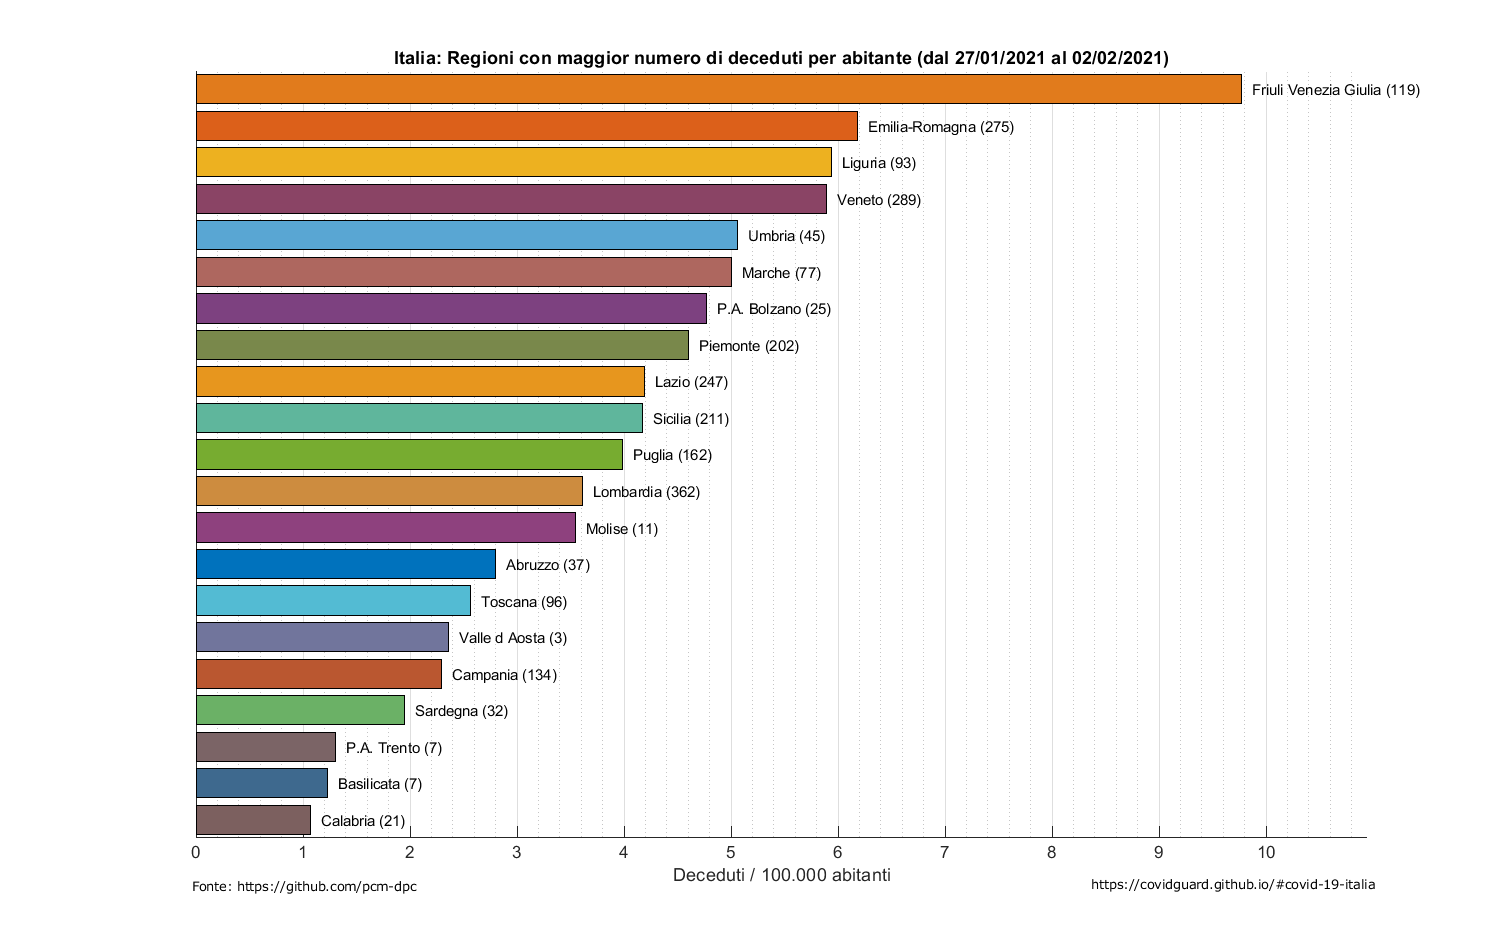 Italia: Regioni con maggior numero di deceduti per abitante (dal 27/01/2021 al 02/02/2021)
Friuli Venezia Giulia (119)
Emilia-Romagna (275)
Liguria (93)
Veneto (289)
Umbria (45)
Marche (77)
P.A. Bolzano (25)
Piemonte (202)
Lazio (247)
Sicilia (211)
Puglia (162)
Lombardia (362)
Molise (11)
Abruzzo (37)
Toscana (96)
Valle d Aosta (3)
Campania (134)
Sardegna (32)
P.A. Trento (7)
Basilicata (7)
Calabria (21)
0 1 2 3 4 5 6 7 8 9 10
Deceduti / 100.000 abitanti
Fonte: https://github.com/pcm-dpc
https://covidguard.github.io/#covid-19-italia